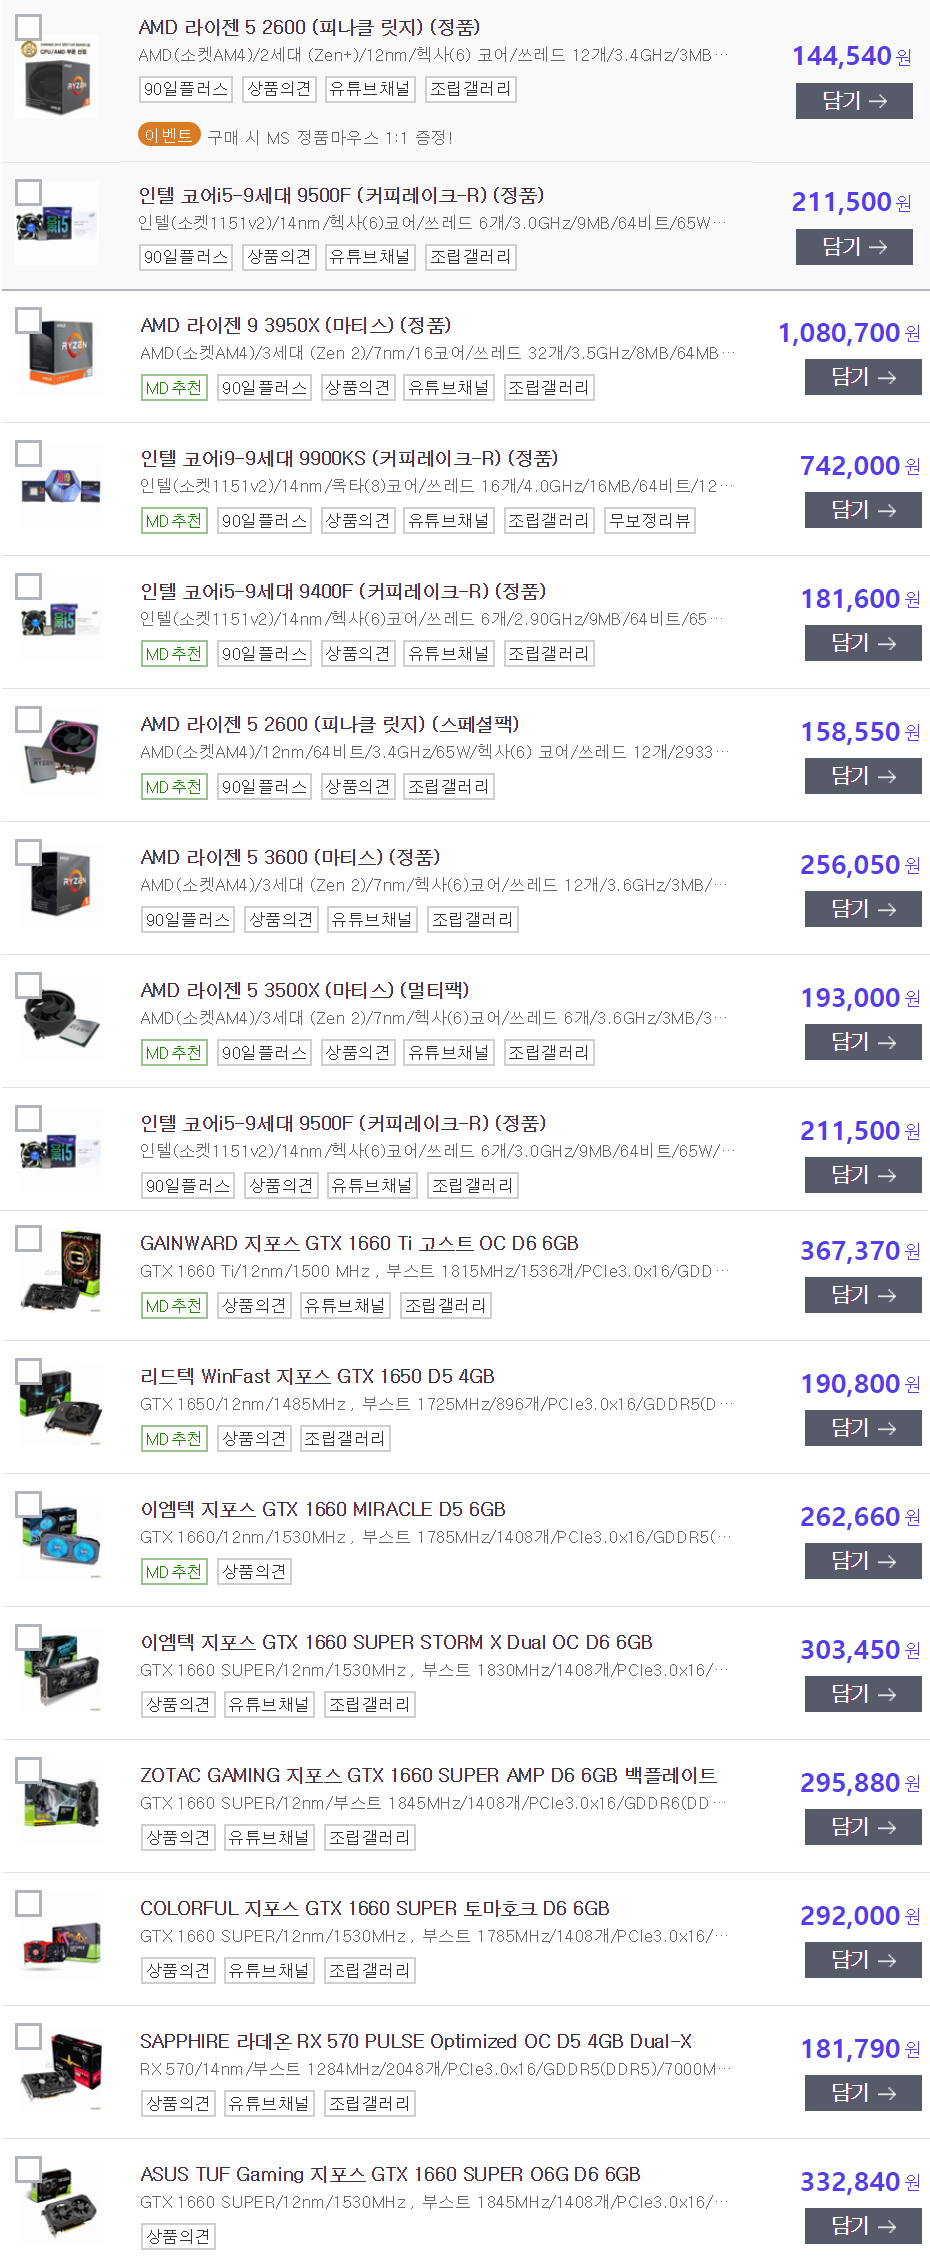 AMD 라이젠 5 2600 (피나클 릿지) (정품)
AMD(소켓AM4)/2세대 (Zen+)/12nm/헥사(6) 코어/쓰레드 12개/3.4GHz/3MB…
144,540 원
90일플러스 상품의견 유튜브채널 조립갤러리
담기 →
이벤트 구매 시 MS 정품마우스 1:1 증정!
인텔 코어i5-9세대 9500F (커피레이크-R) (정품)
인텔(소켓1151v2)/14nm/헥사(6)코어/쓰레드 6개/3.0GHz/9MB/64비트/65W…
211,500 원
90일플러스 상품의견 유튜브채널 조립갤러리
담기 →
AMD 라이젠 9 3950X (마티스) (정품)
AMD(소켓AM4)/3세대 (Zen 2)/7nm/16코어/쓰레드 32개/3.5GHz/8MB/64MB…
1,080,700 원
MD추천 90일플러스 상품의견 유튜브채널 조립갤러리
담기 →
인텔 코어i9-9세대 9900KS (커피레이크-R) (정품)
인텔(소켓1151v2)/14nm/옥타(8)코어/쓰레드 16개/4.0GHz/16MB/64비트/12…
742,000 원
MD추천 90일플러스 상품의견 유튜브채널 조립갤러리 무보정리뷰
담기 →
인텔 코어i5-9세대 9400F (커피레이크-R) (정품)
인텔(소켓1151v2)/14nm/헥사(6)코어/쓰레드 6개/2.90GHz/9MB/64비트/65…
181,600 원
MD추천 90일플러스 상품의견 유튜브채널 조립갤러리
담기 →
AMD 라이젠 5 2600 (피나클 릿지) (스페셜팩)
AMD(소켓AM4)/12nm/64비트/3.4GHz/65W/헥사(6) 코어/쓰레드 12개/2933…
158,550 원
MD추천 90일플러스 상품의견 조립갤러리
담기 →
AMD 라이젠 5 3600 (마티스) (정품)
AMD(소켓AM4)/3세대 (Zen 2)/7nm/헥사(6)코어/쓰레드 12개/3.6GHz/3MB/…
256,050 원
90일플러스 상품의견 유튜브채널 조립갤러리
담기 →
AMD 라이젠 5 3500X (마티스) (멀티팩)
AMD(소켓AM4)/3세대 (Zen 2)/7nm/헥사(6)코어/쓰레드 6개/3.6GHz/3MB/3…
193,000 원
MD추천 90일플러스 상품의견 유튜브채널 조립갤러리
담기 →
인텔 코어i5-9세대 9500F (커피레이크-R) (정품)
인텔(소켓1151v2)/14nm/헥사(6)코어/쓰레드 6개/3.0GHz/9MB/64비트/65W/…
211,500 원
90일플러스 상품의견 유튜브채널 조립갤러리
담기 →
GAINWARD 지포스 GTX 1660 Ti 고스트 OC D6 6GB
GTX 1660 Ti/12nm/1500 MHz , 부스트 1815MHz/1536개/PCIe3.0x16/GDD…
367,370 원
MD추천 상품의견 유튜브채널 조립갤러리
담기 →
리드텍 WinFast 지포스 GTX 1650 D5 4GB
GTX 1650/12nm/1485MHz , 부스트 1725MHz/896개/PCIe3.0x16/GDDR5(D…
190,800 원
MD추천 상품의견 조립갤러리
담기 →
이엠텍 지포스 GTX 1660 MIRACLE D5 6GB
GTX 1660/12nm/1530MHz , 부스트 1785MHz/1408개/PCIe3.0x16/GDDR5(…
262,660 원
MD추천 상품의견
담기 →
이엠텍 지포스 GTX 1660 SUPER STORM X Dual OC D6 6GB
GTX 1660 SUPER/12nm/1530MHz , 부스트 1830MHz/1408개/PCIe3.0x16/…
303,450 원
상품의견 유튜브채널 조립갤러리
담기 →
ZOTAC GAMING 지포스 GTX 1660 SUPER AMP D6 6GB 백플레이트
GTX 1660 SUPER/12nm/부스트 1845MHz/1408개/PCIe3.0x16/GDDR6(DD…
295,880 원
상품의견 유튜브채널 조립갤러리
담기 →
COLORFUL 지포스 GTX 1660 SUPER 토마호크 D6 6GB
GTX 1660 SUPER/12nm/1530MHz , 부스트 1785MHz/1408개/PCIe3.0x16/…
292,000 원
상품의견 유튜브채널 조립갤러리
담기 →
SAPPHIRE 라데온 RX 570 PULSE Optimized OC D5 4GB Dual-X
RX 570/14nm/부스트 1284MHz/2048개/PCIe3.0x16/GDDR5(DDR5)/7000M…
181,790 원
상품의견 유튜브채널 조립갤러리
담기 →
ASUS TUF Gaming 지포스 GTX 1660 SUPER O6G D6 6GB
GTX 1660 SUPER/12nm/1530MHz , 부스트 1845MHz/1408개/PCIe3.0x16/…
332,840 원
상품의견
담기 →